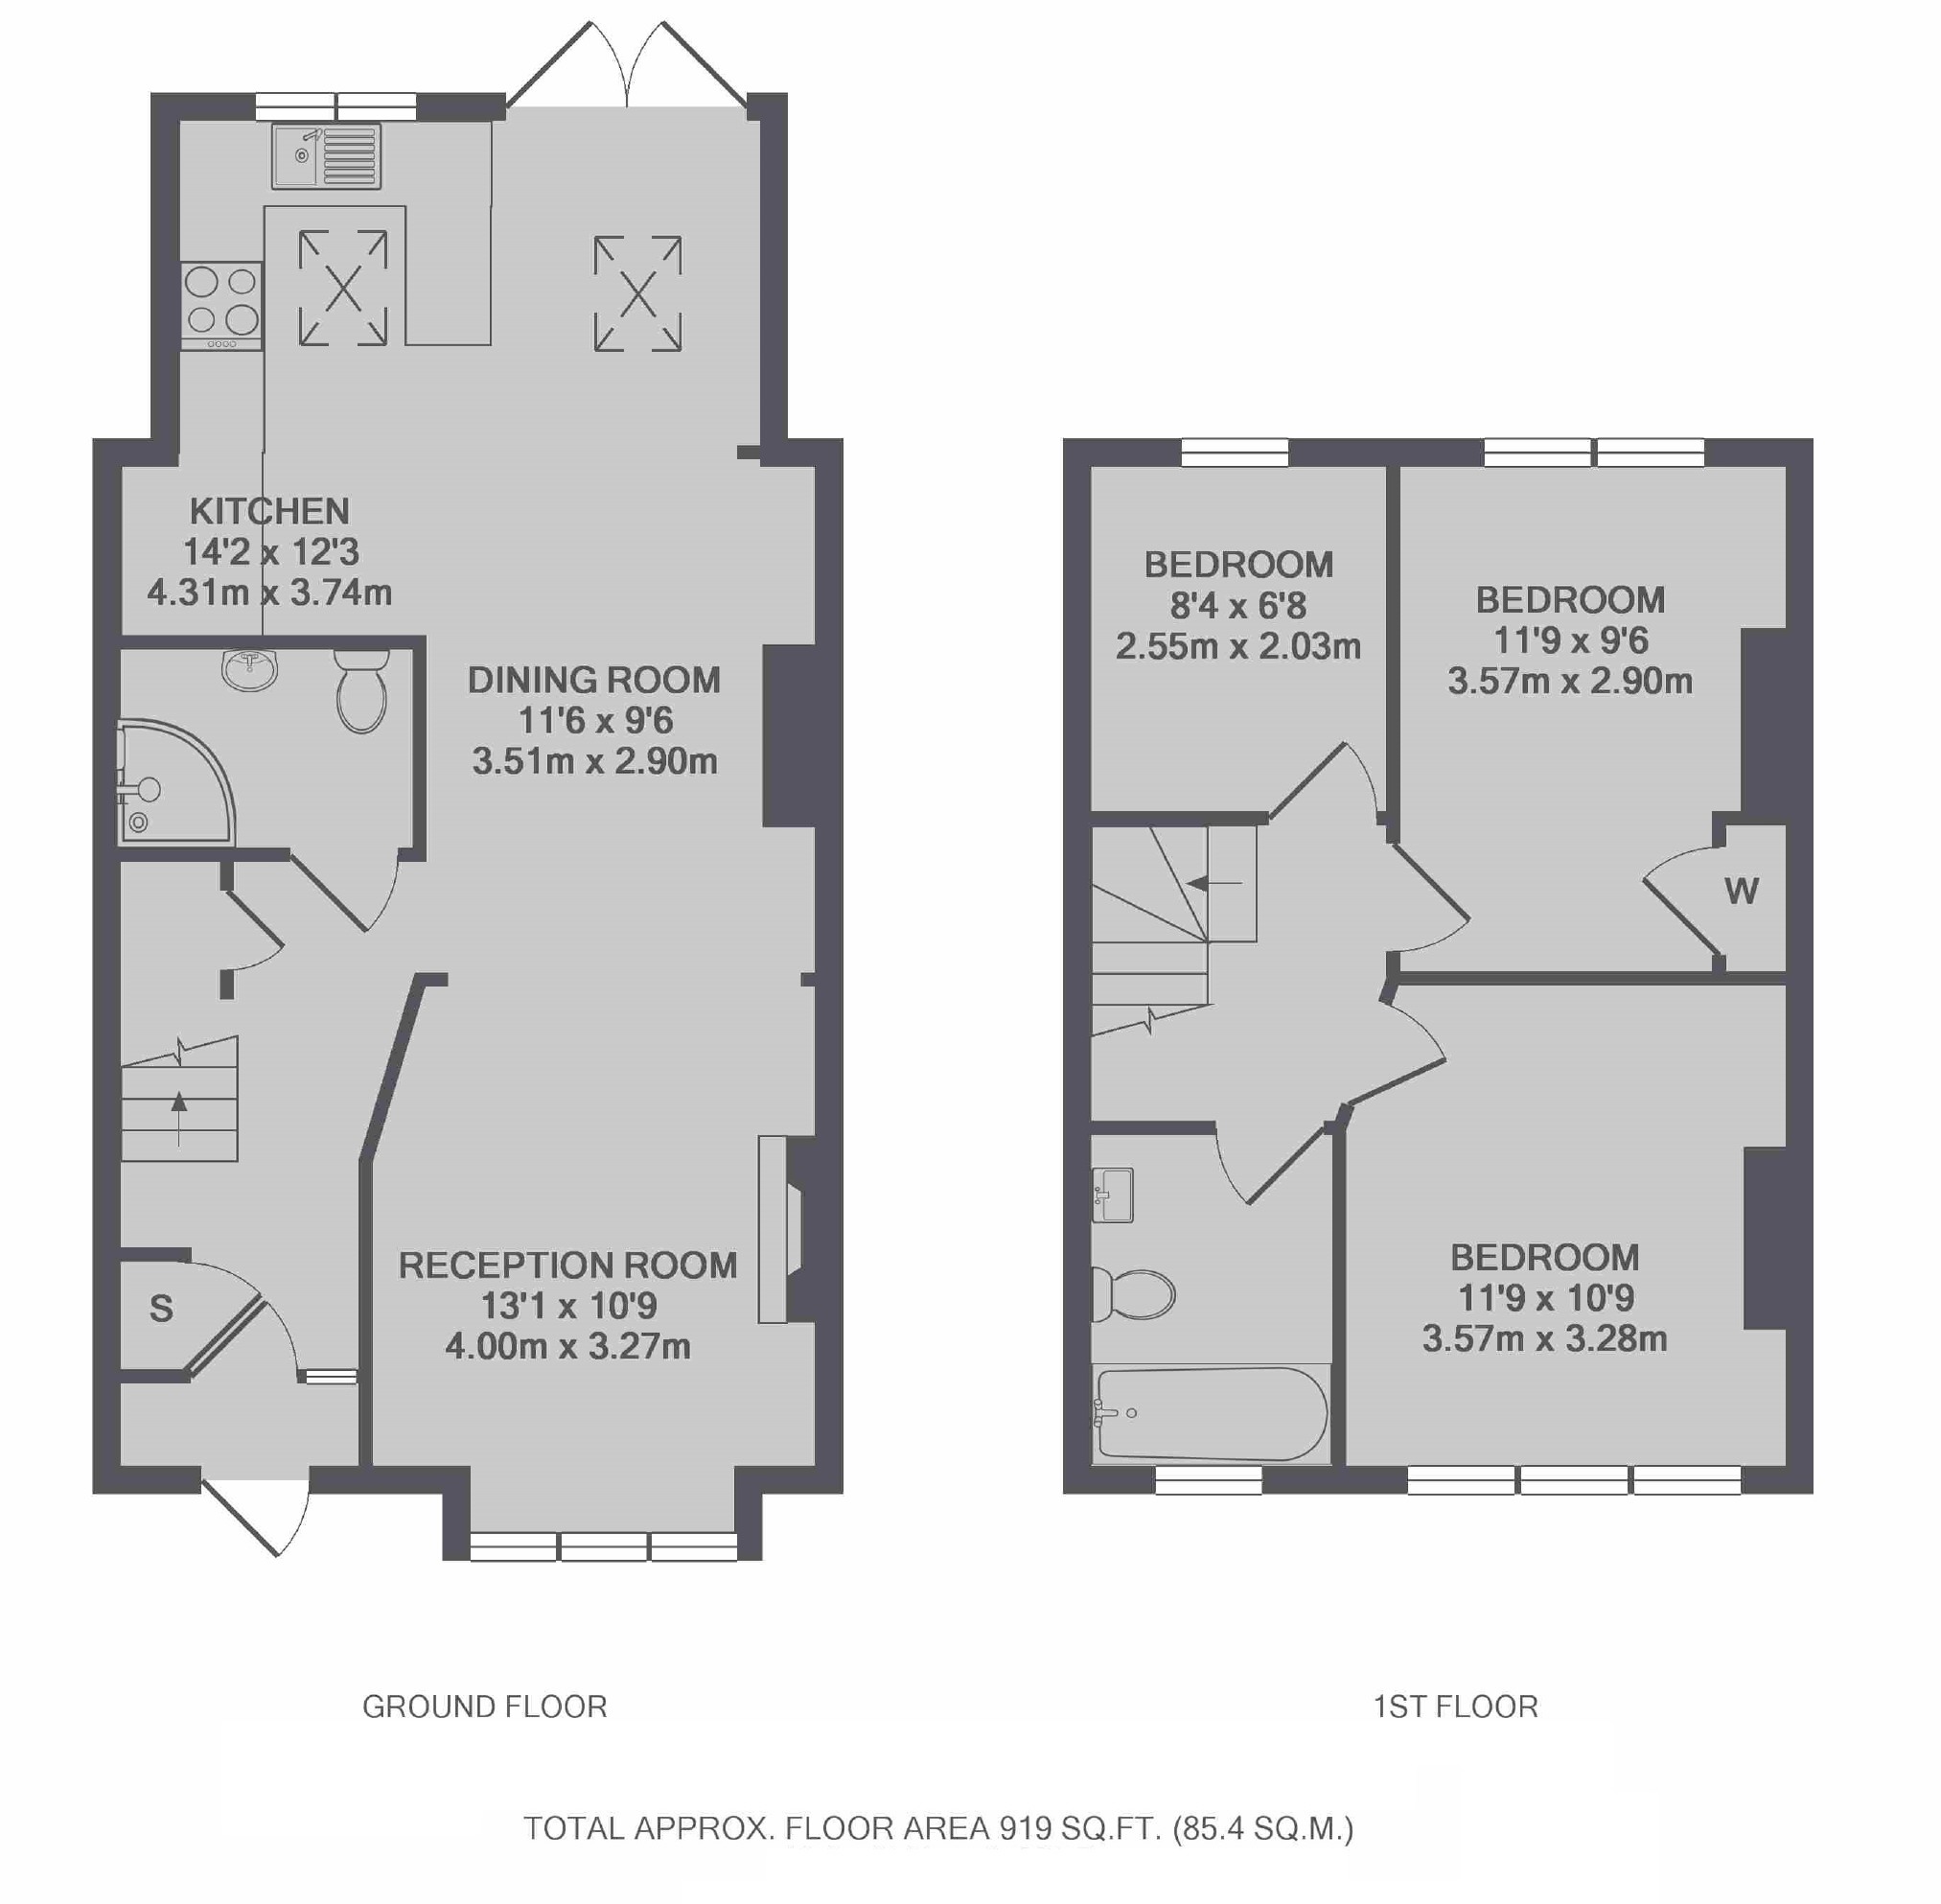 KITCHEN
14'2 x 12'3
4.31m x 3.74m
DINING ROOM
11'6 x 9'6
3.51m x 2.90m
RECEPTION ROOM
13'1 x 10'9
4.00m x 3.27m
S
GROUND FLOOR
BEDROOM
8'4 x 6'8
2.55m x 2.03m
BEDROOM
11'9 x 9'6
3.57m x 2.90m
W
BEDROOM
11'9 x 10'9
3.57m x 3.28m
1ST FLOOR
TOTAL APPROX. FLOOR AREA 919 SQ.FT. (85.4 SQ.M.)